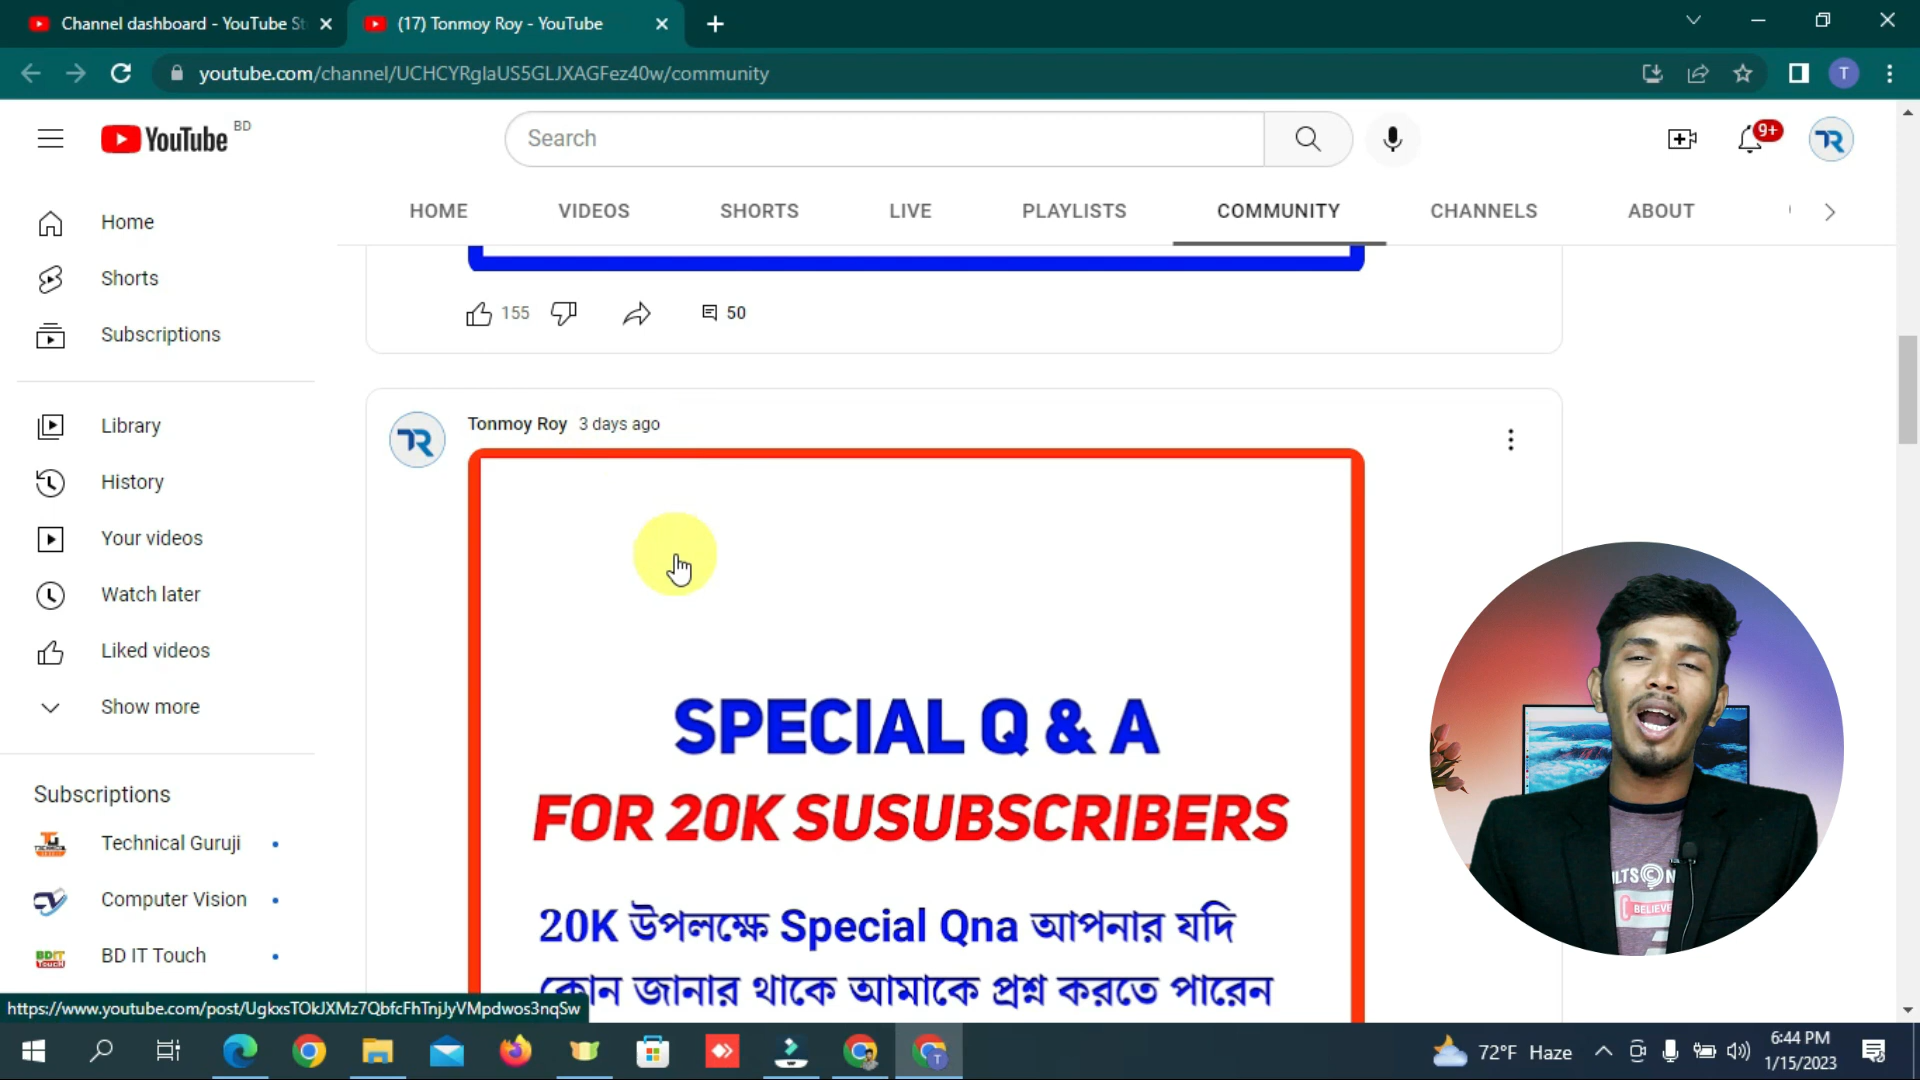 Channel dashboard - YouTube St
(17) Tonmoy Roy - YouTube
youtube.com/channel/UCHCYRglaUS5GLJXAGFez40w/community
T
YouTube BD
Search
9+
TR
HOME VIDEOS SHORTS LIVE PLAYLISTS COMMUNITY CHANNELS ABOUT
Home
Shorts
Subscriptions
Library
History
Your videos
Watch later
Liked videos
Show more
Subscriptions
Technical Guruji
Computer Vision
BD IT Touch
155
50
TR
Tonmoy Roy 3 days ago
SPECIAL Q & A
FOR 20K SUSUBSCRIBERS
20K উপলক্ষে Special Qna আপনার যদি
কোন জানার থাকে আমাকে প্রশ্ন করতে পারেন
BELIEVE
https://www.youtube.com/post/UgkxsTOkJXMz7QbfcFhTnjJyVMpdwos3nqSw
72°F Haze
6:44 PM
1/15/2023